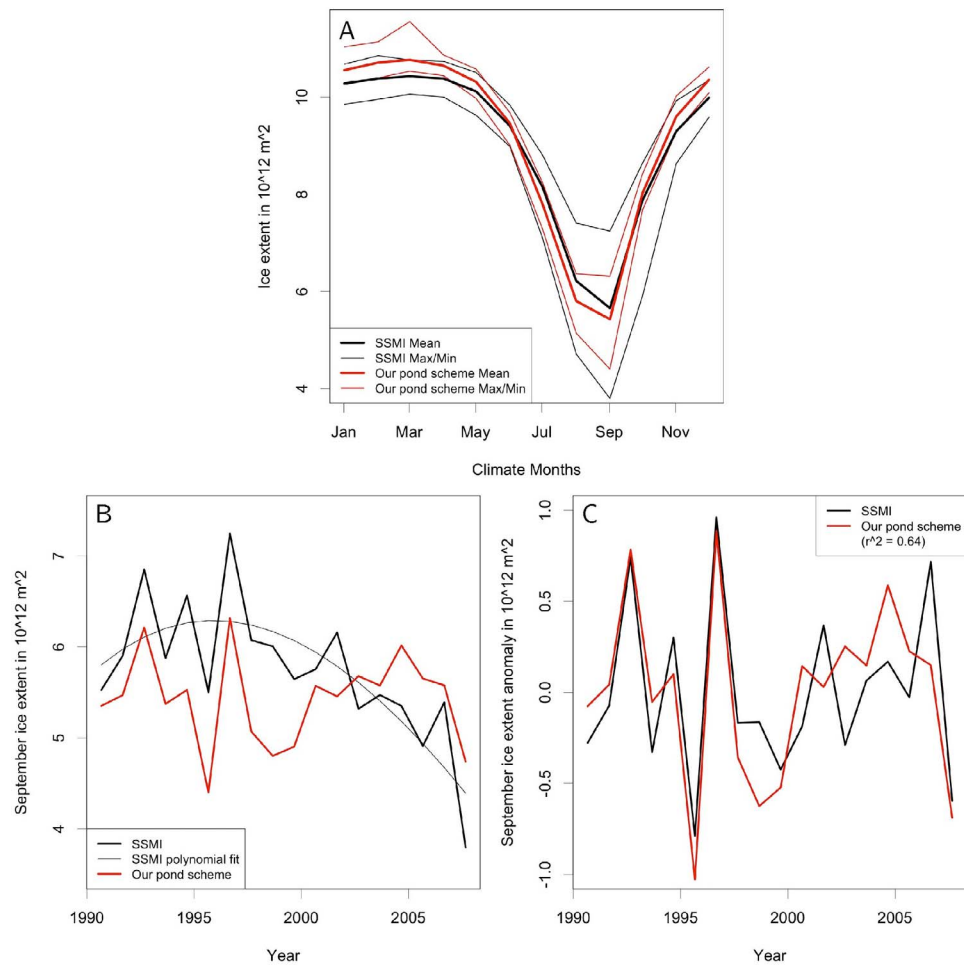 A
Ice extent in 10^12 m^2
10
8
6
4
SSMI Mean
SSMI Max/Min
Our pond scheme Mean
Our pond scheme Max/Min
Jan Mar May Jul Sep Nov
Climate Months
B
September ice extent in 10^12 m^2
7
6
5
4
SSMI
SSMI polynomial fit
Our pond scheme
1990 1995 2000 2005
Year
C
September ice extent anomaly in 10^12 m^2
1.0
0.5
0.0
-0.5
-1.0
SSMI
Our pond scheme
(r^2 = 0.64)
1990 1995 2000 2005
Year